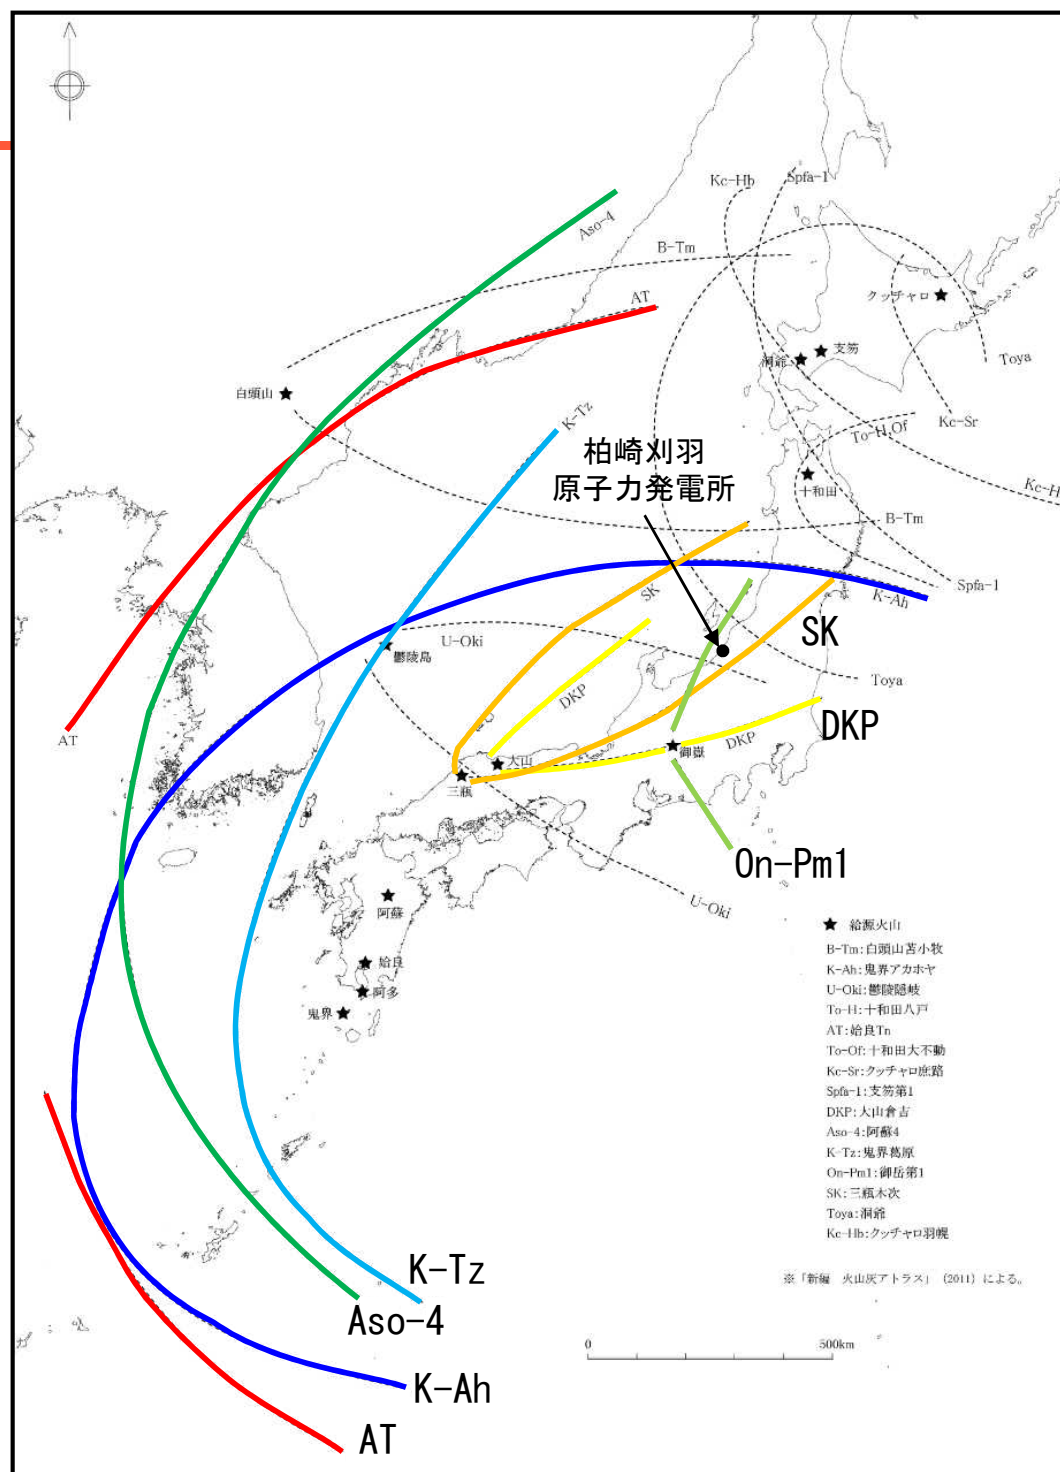 Kc-Hb
Spfa-1
Aso-4
B-Tm
AT
クッチャロ
支笏
洞爺
Toya
白頭山
K-Tz
To-H,Of
Kc-Sr
柏崎刈羽
原子力発電所
十和田
Kc-H
B-Tm
Spfa-1
K-Ah
SK
SK
U-Oki
鬱陵島
Toya
DKP
DKP
DKP
AT
大山
御嶽
三瓶
On-Pm1
U-Oki
阿蘇
姶良
阿多
鬼界
★ 給源火山
B-Tm:白頭山苫小牧
K-Ah:鬼界アカホヤ
U-Oki:鬱陵隠岐
To-H:十和田八戸
AT:姶良Tn
To-Of:十和田大不動
Kc-Sr:クッチャロ庶路
Spfa-1:支笏第1
DKP:大山倉吉
Aso-4:阿蘇4
K-Tz:鬼界葛原
On-Pm1:御岳第1
SK:三瓶木次
Toya:洞爺
Kc-Hb:クッチャロ羽幌
※「新編 火山灰アトラス」(2011)による。
K-Tz
Aso-4
0 500km
K-Ah
AT